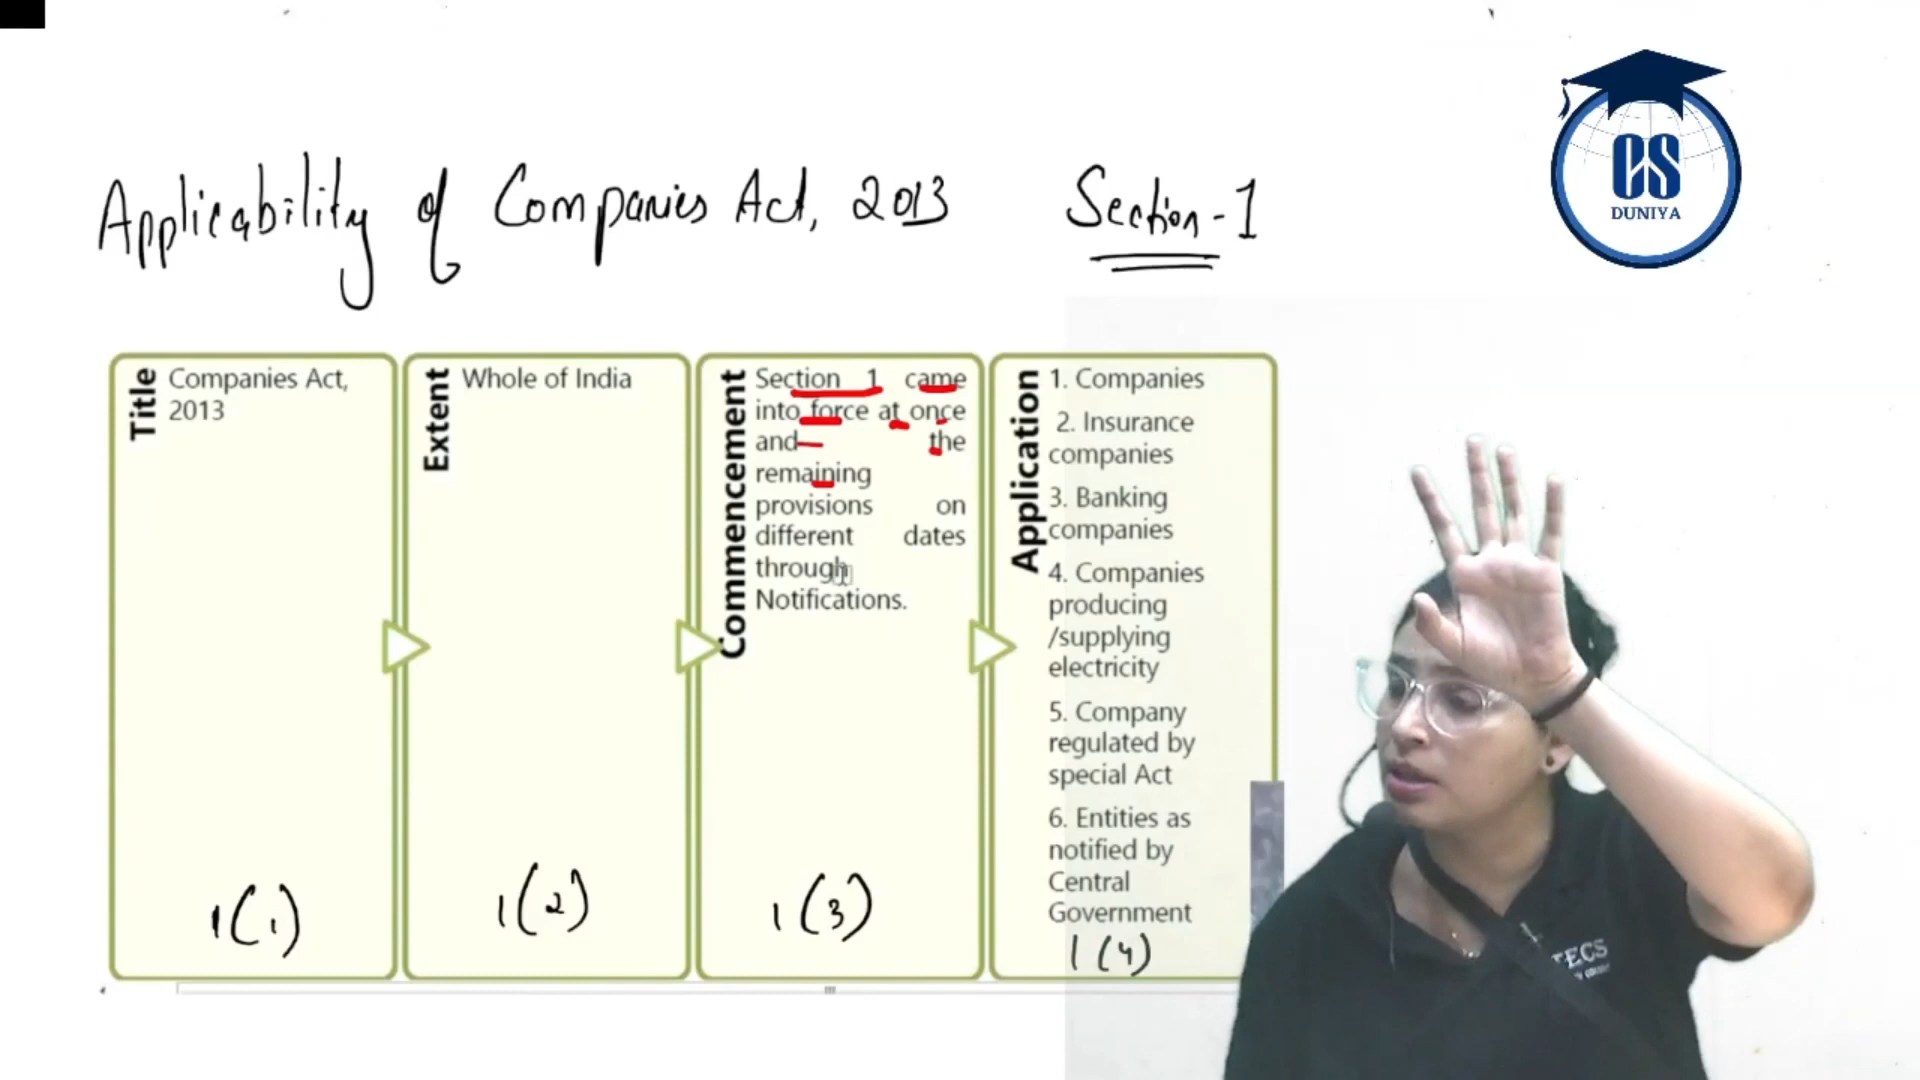 Applicability of Companies Act, 2013 Section-1
CS
DUNIYA
Title
Companies Act,
2013
1(1)
Extent
Whole of India
1(2)
Commencement
Section 1 came
into force at once
and the
remaining
provisions on
different dates
through
Notifications.
1(3)
Application
1. Companies
2. Insurance
companies
3. Banking
companies
4. Companies
producing
/supplying
electricity
5. Company
regulated by
special Act
6. Entities as
notified by
Central
Government
1(4)